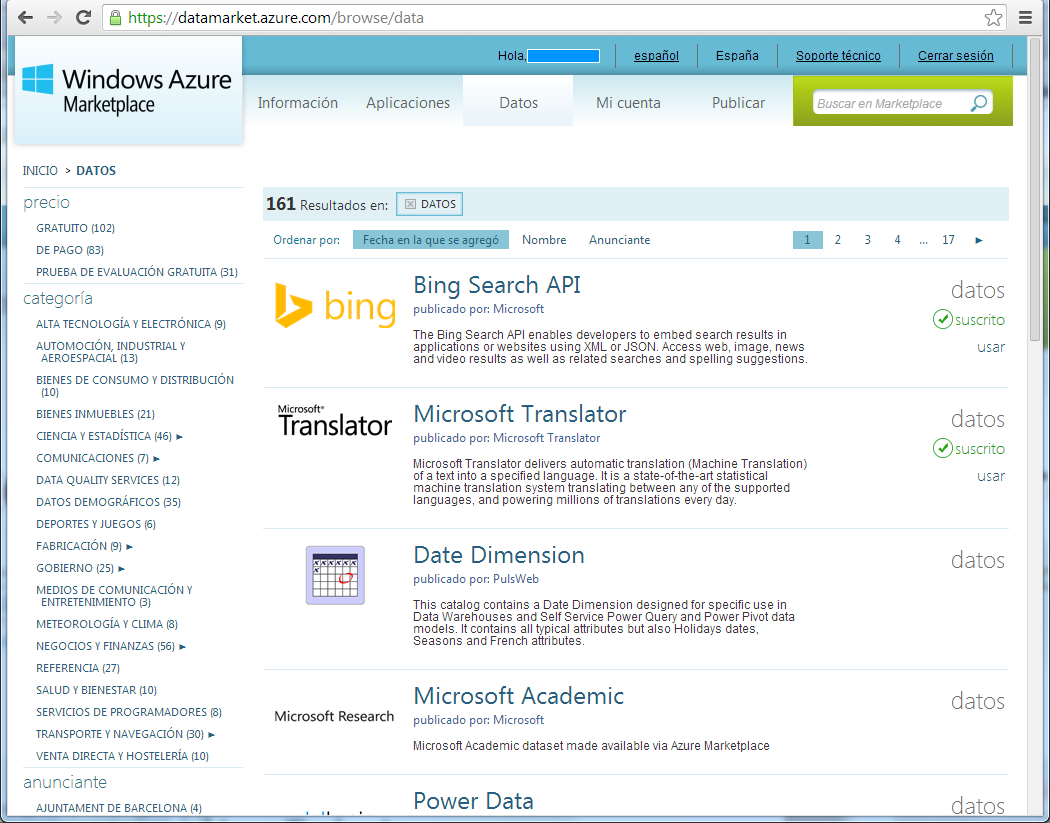 https://datamarket.azure.com/browse/data
Hola,
español
España
Soporte técnico
Cerrar sesión
Windows Azure
Marketplace
Información
Aplicaciones
Datos
Mi cuenta
Publicar
Buscar en Marketplace
INICIO > DATOS
precio
GRATUITO (102)
DE PAGO (83)
PRUEBA DE EVALUACIÓN GRATUITA (31)
categoría
ALTA TECNOLOGÍA Y ELECTRÓNICA (9)
AUTOMOCIÓN, INDUSTRIAL Y
AEROESPACIAL (13)
BIENES DE CONSUMO Y DISTRIBUCIÓN
(10)
BIENES INMUEBLES (21)
CIENCIA Y ESTADÍSTICA (46) ►
COMUNICACIONES (7) ►
DATA QUALITY SERVICES (12)
DATOS DEMOGRÁFICOS (35)
DEPORTES Y JUEGOS (6)
FABRICACIÓN (9) ►
GOBIERNO (25) ►
MEDIOS DE COMUNICACIÓN Y
ENTRETENIMIENTO (3)
METEOROLOGÍA Y CLIMA (8)
NEGOCIOS Y FINANZAS (56) ►
REFERENCIA (27)
SALUD Y BIENESTAR (10)
SERVICIOS DE PROGRAMADORES (8)
TRANSPORTE Y NAVEGACIÓN (30) ►
VENTA DIRECTA Y HOSTELERÍA (10)
anunciante
AJUNTAMENT DE BARCELONA (4)
161 Resultados en: DATOS
Ordenar por: Fecha en la que se agregó Nombre Anunciante
1 2 3 4 ... 17 ►
bing
Bing Search API
publicado por: Microsoft
The Bing Search API enables developers to embed search results in
applications or websites using XML or JSON. Access web, image, news
and video results as well as related searches and spelling suggestions.
datos
suscrito
usar
Microsoft®
Translator
Microsoft Translator
publicado por: Microsoft Translator
Microsoft Translator delivers automatic translation (Machine Translation)
of a text into a specified language. It is a state-of-the-art statistical
machine translation system translating between any of the supported
languages, and powering millions of translations every day.
datos
suscrito
usar
Date Dimension
publicado por: PulsWeb
This catalog contains a Date Dimension designed for specific use in
Data Warehouses and Self Service Power Query and Power Pivot data
models. It contains all typical attributes but also Holidays dates,
Seasons and French attributes.
datos
Microsoft Research
Microsoft Academic
publicado por: Microsoft
Microsoft Academic dataset made available via Azure Marketplace
datos
Power Data
datos